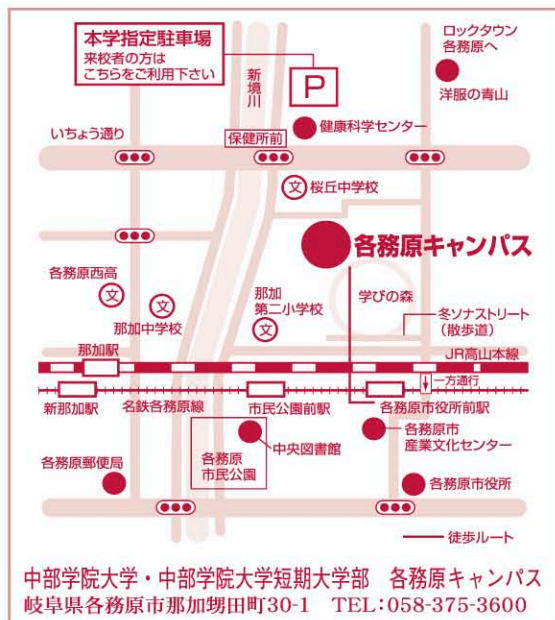 本学指定駐車場
来校者の方は
こちらをご利用下さい
P
新境川
ロックタウン
各務原へ
洋服の青山
いちょう通り
保健所前
健康科学センター
文
桜丘中学校
各務原キャンパス
各務原西高
文
文
那加中学校
那加
第二小学校
文
学びの森
冬ソナストリート
(散歩道)
那加駅
JR高山本線
一方通行
新那加駅
名鉄各務原線
市民公園前駅
各務原市役所前駅
中央図書館
各務原
市民公園
各務原市
産業文化センター
各務原郵便局
各務原市役所
徒歩ルート
中部学院大学・中部学院大学短期大学部 各務原キャンパス
岐阜県各務原市那加甥田町30-1 TEL:058-375-3600